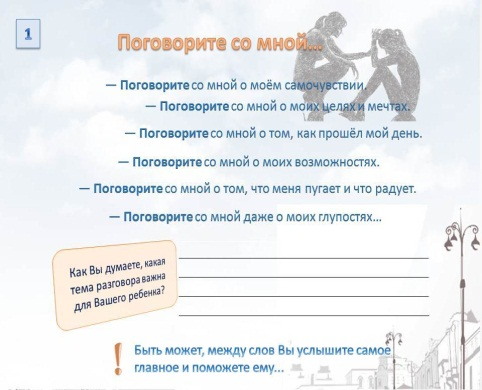 1
Поговорите со мной...
— Поговорите со мной о моём самочувствии.
— Поговорите со мной о моих целях и мечтах.
— Поговорите со мной о том, как прошёл мой день.
— Поговорите со мной о моих возможностях.
— Поговорите со мной о том, что меня пугает и что радует.
— Поговорите со мной даже о моих глупостях...
Как Вы думаете, какая
тема разговора важна
для Вашего ребенка?
! Быть может, между слов Вы услышите самое
главное и поможете ему...